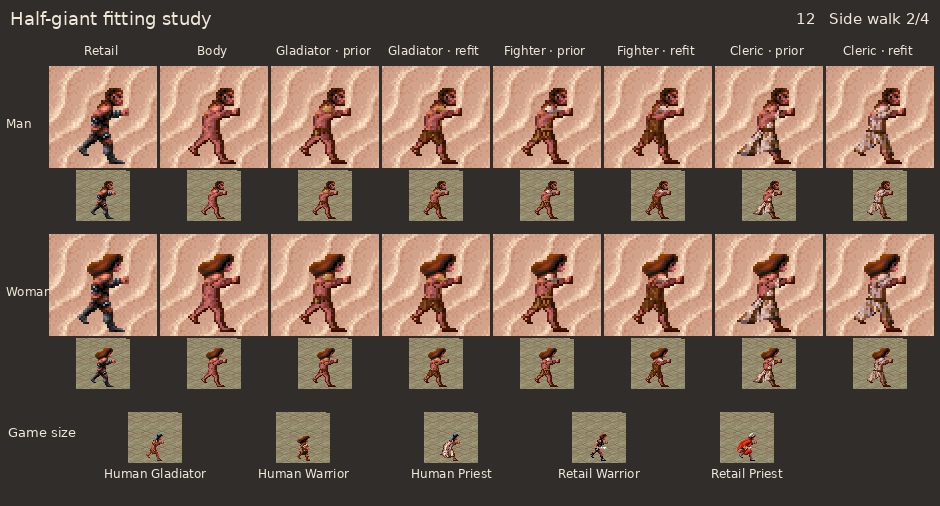 Half-giant fitting study
12 Side walk 2/4
Retail Body Gladiator · prior Gladiator · refit Fighter · prior Fighter · refit Cleric · prior Cleric · refit
Man
Woman
Game size
Human Gladiator Human Warrior Human Priest Retail Warrior Retail Priest